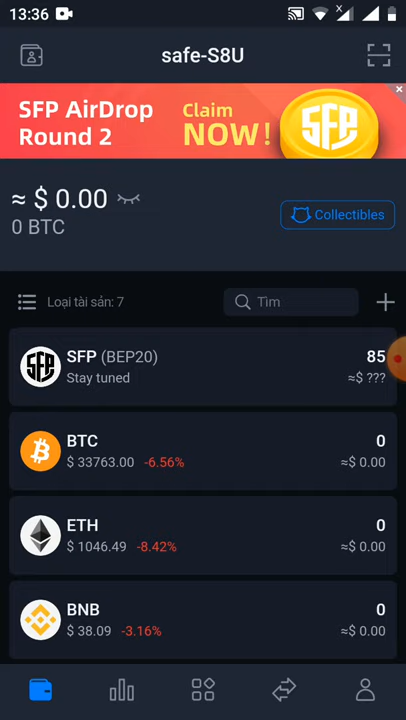 13:36
safe-S8U
SFP AirDrop
Round 2
Claim
NOW!
SFP
≈ $ 0.00
0 BTC
Collectibles
Loại tài sản: 7
Tìm
SFP
SFP (BEP20)
85
Stay tuned
≈$ ???
BTC
0
$ 33763.00 -6.56%
≈$ 0.00
ETH
0
$ 1046.49 -8.42%
≈$ 0.00
BNB
0
$ 38.09 -3.16%
≈$ 0.00